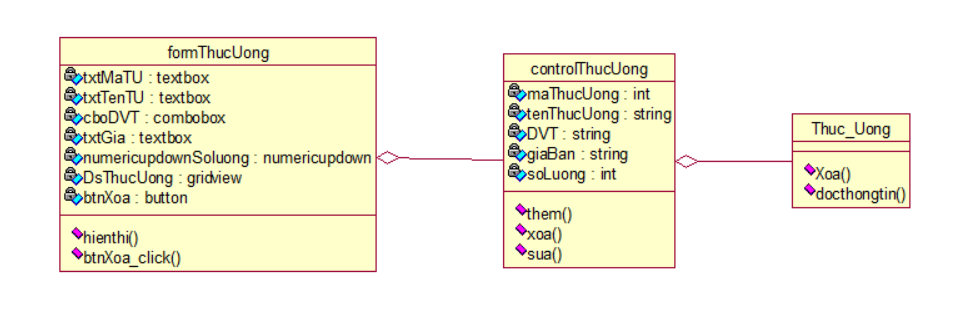 formThucUong
txtMaTU : textbox
txtTenTU : textbox
cboDVT : combobox
txtGia : textbox
numericupdownSoluong : numericupdown
DsThucUong : gridview
btnXoa : button
hienthi()
btnXoa_click()
controlThucUong
maThucUong : int
tenThucUong : string
DVT : string
giaBan : string
soLuong : int
them()
xoa()
sua()
Thuc_Uong
Xoa()
docthongtin()